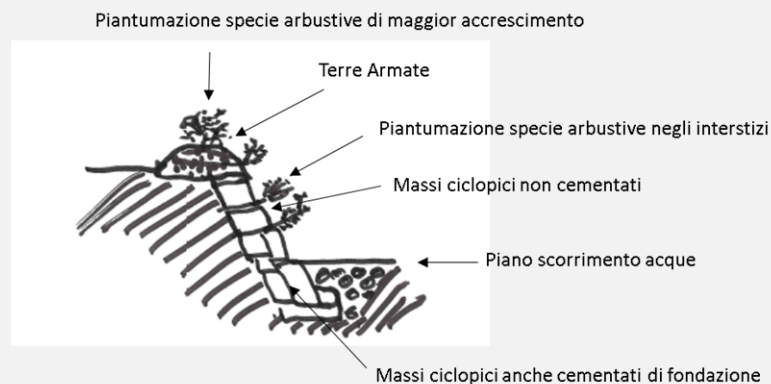 Piantumazione specie arbustive di maggior accrescimento
Terre Armate
Piantumazione specie arbustive negli interstizi
Massi ciclopici non cementati
Piano scorrimento acque
Massi ciclopici anche cementati di fondazione